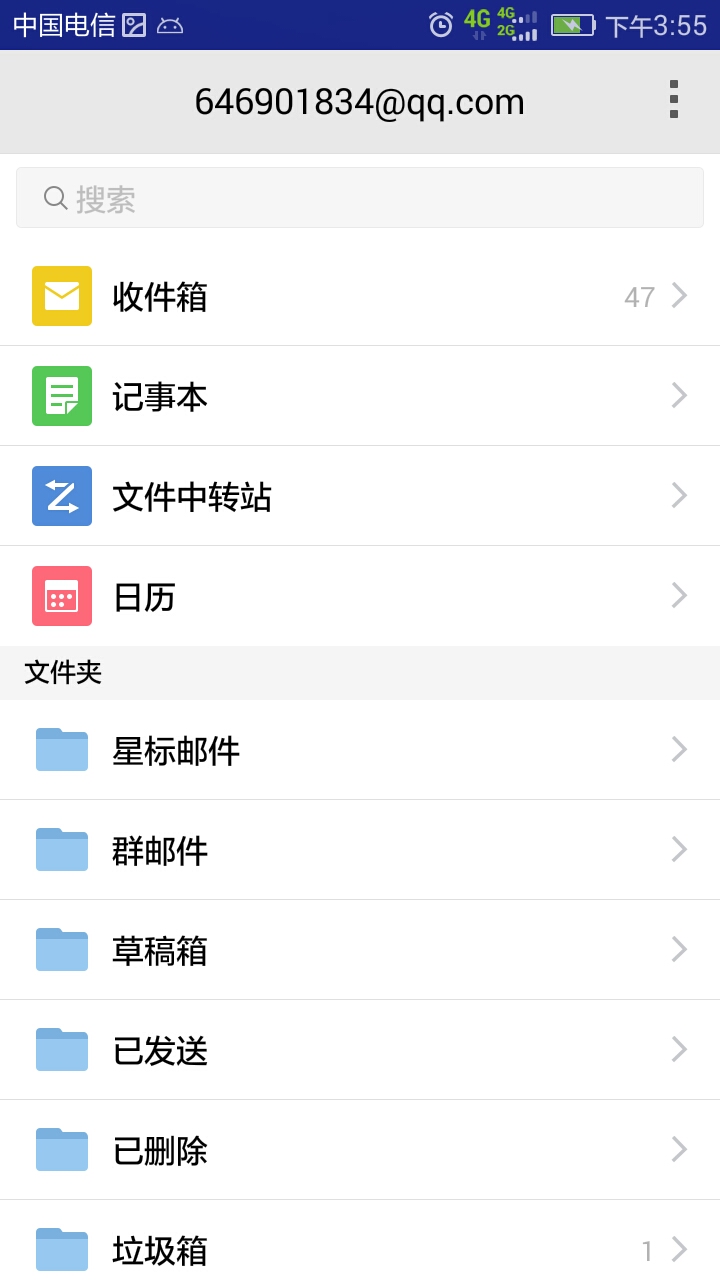 中国电信 4G 4G 2G 下午3:55
646901834@qq.com
搜索
收件箱 47
记事本
文件中转站
日历
文件夹
星标邮件
群邮件
草稿箱
已发送
已删除
垃圾箱 1